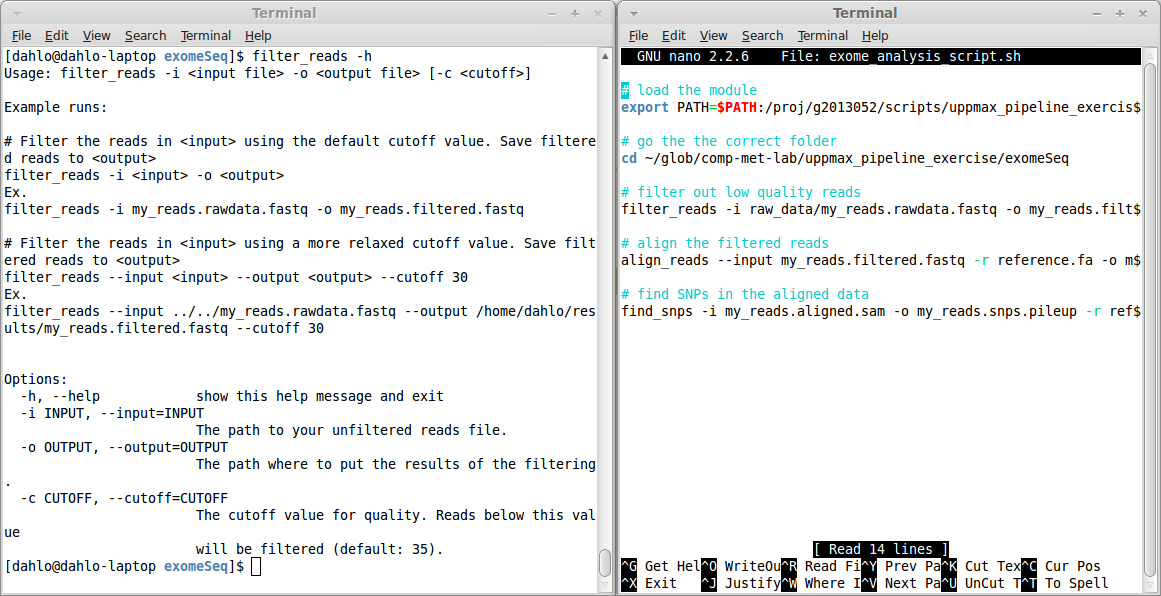 Terminal
File Edit View Search Terminal Help
[dahlo@dahlo-laptop exomeSeq]$ filter_reads -h
Usage: filter_reads -i <input file> -o <output file> [-c <cutoff>]
Example runs:
# Filter the reads in <input> using the default cutoff value. Save filtere
d reads to <output>
filter_reads -i <input> -o <output>
Ex.
filter_reads -i my_reads.rawdata.fastq -o my_reads.filtered.fastq
# Filter the reads in <input> using a more relaxed cutoff value. Save filt
ered reads to <output>
filter_reads --input <input> --output <output> --cutoff 30
Ex.
filter_reads --input ../../my_reads.rawdata.fastq --output /home/dahlo/res
ults/my_reads.filtered.fastq --cutoff 30
Options:
-h, --help show this help message and exit
-i INPUT, --input=INPUT
The path to your unfiltered reads file.
-o OUTPUT, --output=OUTPUT
The path where to put the results of the filtering
.
-c CUTOFF, --cutoff=CUTOFF
The cutoff value for quality. Reads below this val
ue
will be filtered (default: 35).
[dahlo@dahlo-laptop exomeSeq]$
Terminal
File Edit View Search Terminal Help
GNU nano 2.2.6 File: exome_analysis_script.sh
# load the module
export PATH=$PATH:/proj/g2013052/scripts/uppmax_pipeline_exercis$
# go the the correct folder
cd ~/glob/comp-met-lab/uppmax_pipeline_exercise/exomeSeq
# filter out low quality reads
filter_reads -i raw_data/my_reads.rawdata.fastq -o my_reads.filt$
# align the filtered reads
align_reads --input my_reads.filtered.fastq -r reference.fa -o m$
# find SNPs in the aligned data
find_snps -i my_reads.aligned.sam -o my_reads.snps.pileup -r ref$
[ Read 14 lines ]
^G Get Hel^O WriteOu^R Read Fi^Y Prev Pa^K Cut Tex^C Cur Pos
^X Exit ^J Justify^W Where I^V Next Pa^U UnCut T^T To Spell